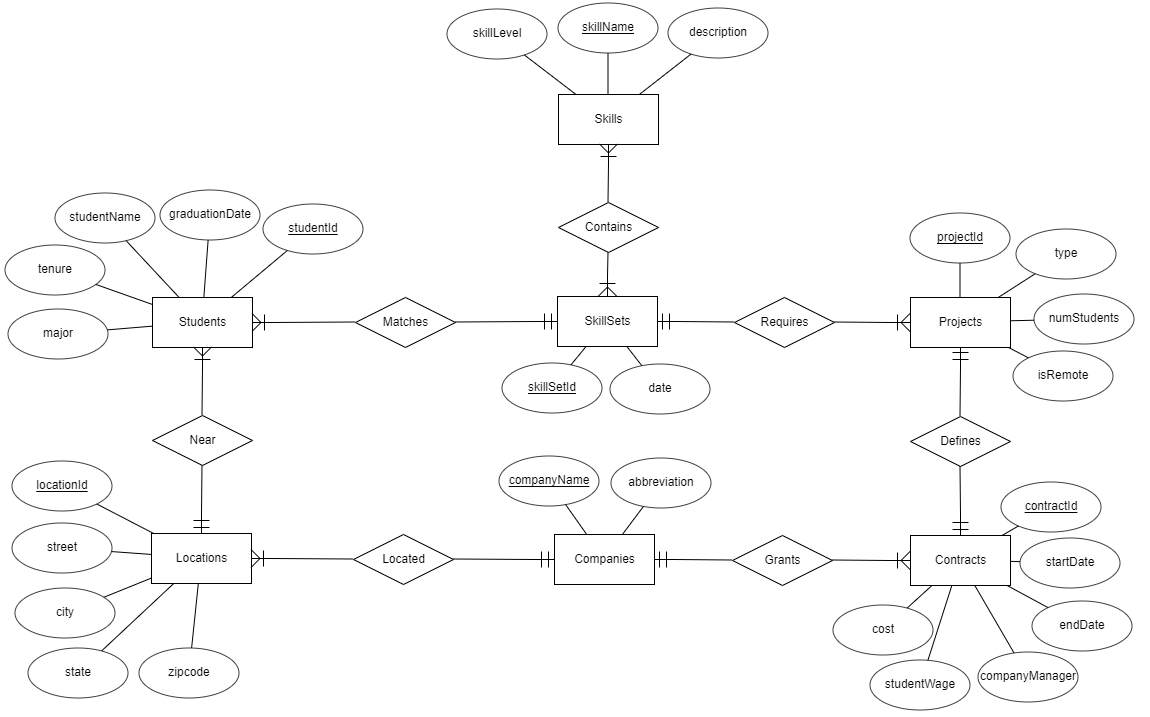 skillLevel
skillName
description
Skills
Contains
studentName
graduationDate
studentId
tenure
major
Students
Matches
SkillSets
skillSetId
date
Requires
projectId
type
numStudents
isRemote
Projects
Near
Defines
locationId
street
city
state
zipcode
Locations
Located
companyName
abbreviation
Companies
Grants
contractId
startDate
endDate
companyManager
studentWage
cost
Contracts